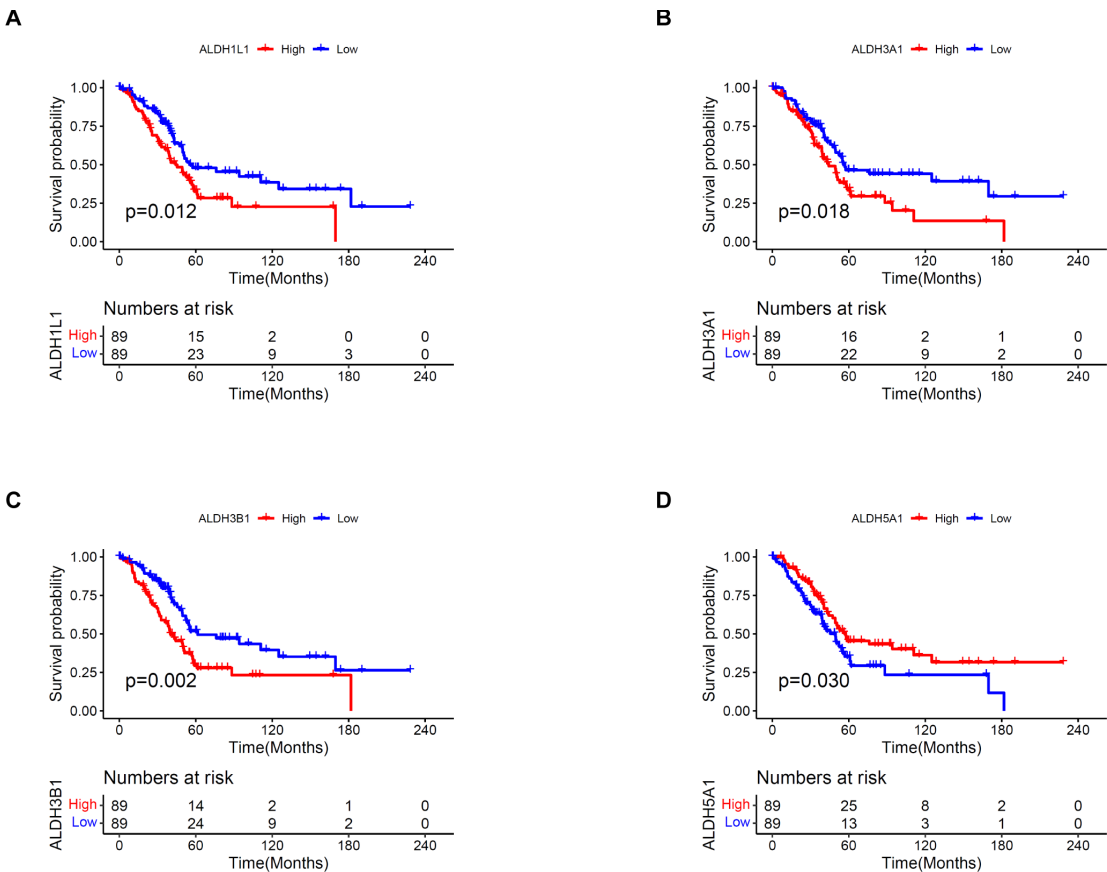 A
ALDH1L1 High Low
Survival probability
1.00
0.75
0.50
0.25
0.00
p=0.012
0 60 120 180 240
Time(Months)
Numbers at risk
ALDH1L1
High 89 15 2 0 0
Low 89 23 9 3 0
0 60 120 180 240
Time(Months)
B
ALDH3A1 High Low
Survival probability
1.00
0.75
0.50
0.25
0.00
p=0.018
0 60 120 180 240
Time(Months)
Numbers at risk
ALDH3A1
High 89 16 2 1 0
Low 89 22 9 2 0
0 60 120 180 240
Time(Months)
C
ALDH3B1 High Low
Survival probability
1.00
0.75
0.50
0.25
0.00
p=0.002
0 60 120 180 240
Time(Months)
Numbers at risk
ALDH3B1
High 89 14 2 1 0
Low 89 24 9 2 0
0 60 120 180 240
Time(Months)
D
ALDH5A1 High Low
Survival probability
1.00
0.75
0.50
0.25
0.00
p=0.030
0 60 120 180 240
Time(Months)
Numbers at risk
ALDH5A1
High 89 25 8 2 0
Low 89 13 3 1 0
0 60 120 180 240
Time(Months)